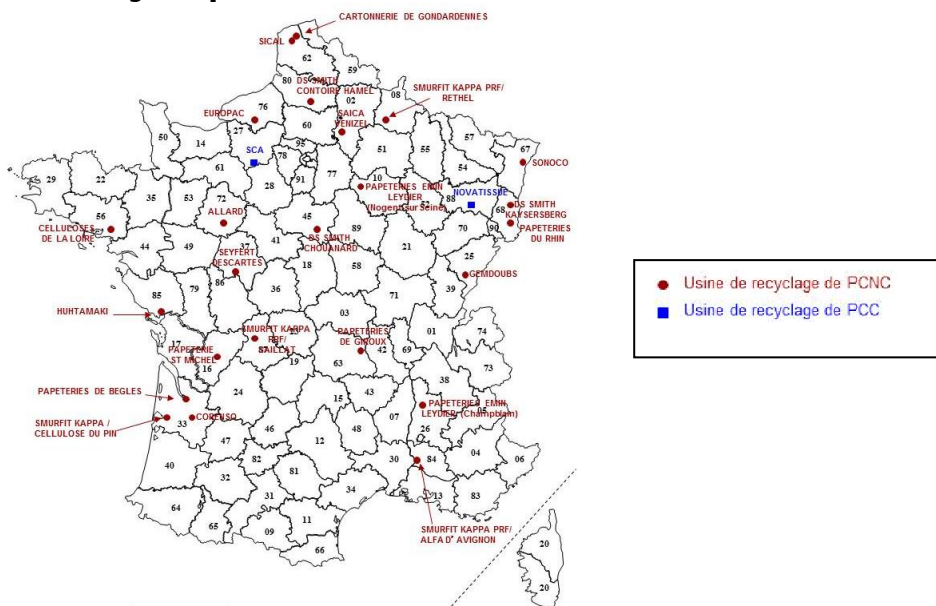 CARTONNERIE DE GONDARDENNES
SICAL
62
59
80
DS SMITH
CONTOIRE HAMEL
02
08
SMURFIT KAPPA PRF/
RETHEL
76
EUROPAC
60
SAICA
VENIZEL
50
14
27
SCA
95
78
51
55
57
67
SONOCO
54
29
22
61
28
91
77
10
PAPETERIES EMIN
LEYDIER
(Nogent sur Seine)
NOVATISSUE
88
52
68
DS SMITH
KAYSERSBERG
35
53
72
ALLARD
56
CELLULOSES
DE LA LOIRE
45
DS SMITH
CHOUANARD
89
70
90
PAPETERIES
DU RHIN
44
49
37
41
21
SEYFERT
DESCARTES
18
58
25
GEMDOUBS
39
85
79
86
36
71
HUHTAMAKI
03
17
SMURFIT KAPPA
PRF/
SAILLAT
23
87
PAPETERIES
DE GIROUX
42
69
01
74
PAPETERIE
ST MICHEL
16
19
63
73
38
PAPETERIES DE BEGLES
24
15
43
PAPETERIES EMIN
LEYDIER (Champblain)
05
SMURFIT KAPPA /
CELLULOSE DU PIN
33
CORENSO
07
26
47
46
48
12
04
06
40
82
30
84
32
81
34
13
83
64
31
65
09
11
66
SMURFIT KAPPA PRF/
ALFA D' AVIGNON
20
20
Usine de recyclage de PCNC
Usine de recyclage de PCC